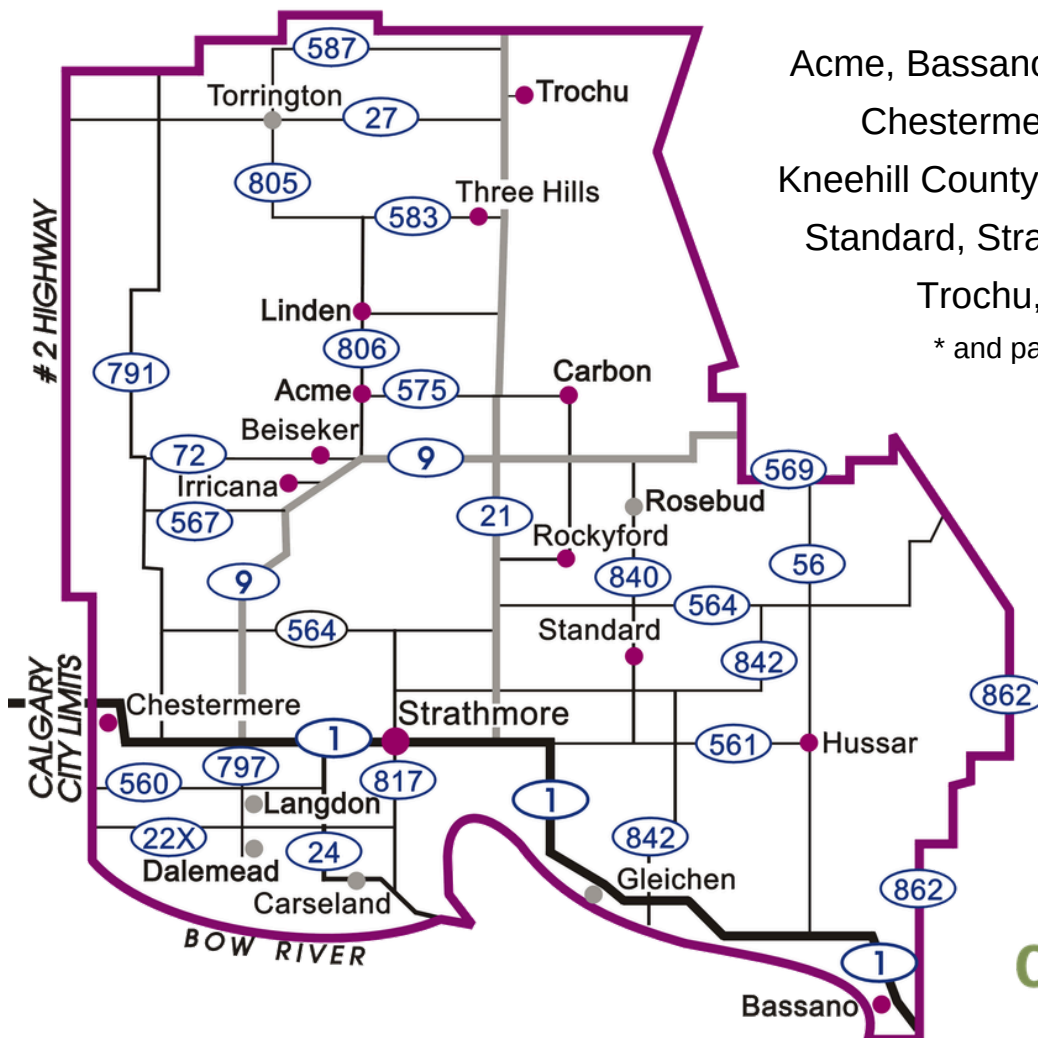 587
Torrington
Trochu
27
805
Three Hills
583
# 2 HIGHWAY
Linden
806
791
Acme
575
Carbon
Beiseker
72
9
569
Irricana
Rosebud
567
21
Rockyford
56
9
840
564
564
Standard
842
CALGARY
CITY LIMITS
862
Chestermere
Strathmore
1
561
Hussar
797
817
560
Langdon
1
22X
24
842
Dalemead
Gleichen
Carseland
862
BOW RIVER
1
Bassano
Acme, Bassano
Chesterme
Kneehill County
Standard, Stra
Trochu,
* and pa